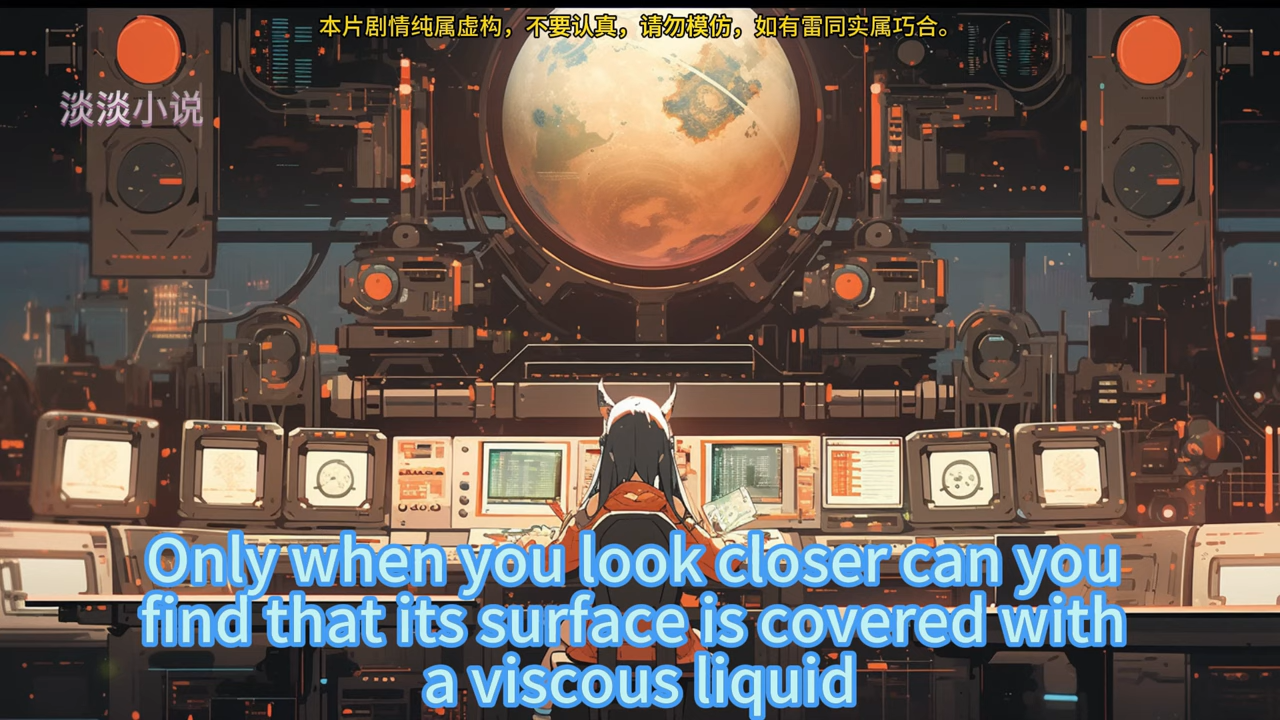 本片剧情纯属虚构，不要认真，请勿模仿，如有雷同实属巧合。
淡淡小说
Only when you look closer can you
find that its surface is covered with
a viscous liquid